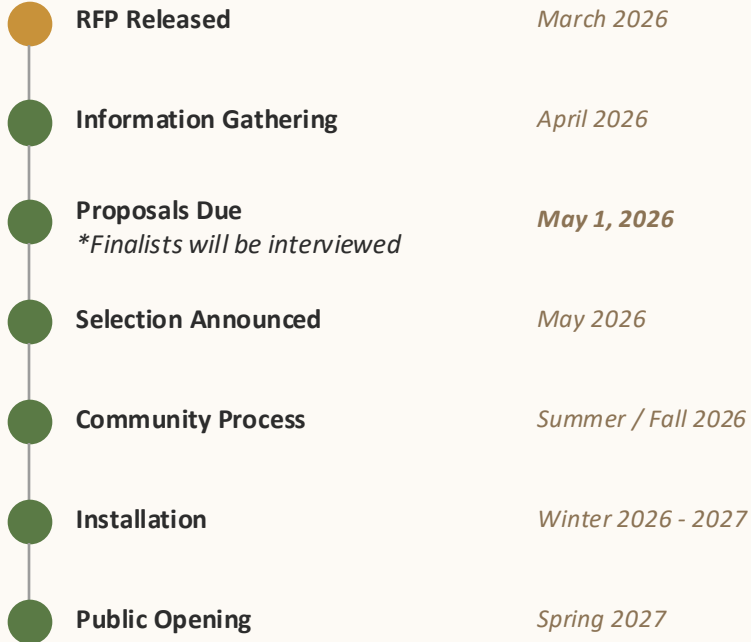 RFP Released
March 2026
Information Gathering
April 2026
Proposals Due
*Finalists will be interviewed
May 1, 2026
Selection Announced
May 2026
Community Process
Summer / Fall 2026
Installation
Winter 2026 - 2027
Public Opening
Spring 2027